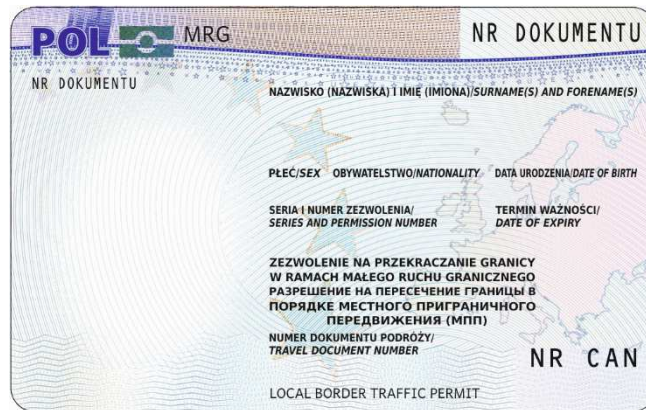 POL MRG NR DOKUMENTU
NR DOKUMENTU
NAZWISKO (NAZWISKA) I IMIĘ (IMIONA)/SURNAME(S) AND FORENAME(S)
PŁEĆ/SEX OBYWATELSTWO/NATIONALITY DATA URODZENIA/DATE OF BIRTH
SERIA I NUMER ZEZWOLENIA/ TERMIN WAŻNOŚCI/
SERIES AND PERMISSION NUMBER DATE OF EXPIRY
ZEZWOLENIE NA PRZEKRACZANIE GRANICY
W RAMACH MAŁEGO RUCHU GRANICZNEGO
РАЗРЕШЕНИЕ НА ПЕРЕСЕЧЕНИЕ ГРАНИЦЫ В
ПОРЯДКЕ МЕСТНОГО ПРИГРАНИЧНОГО
ПЕРЕДВИЖЕНИЯ (МПП)
NUMER DOKUMENTU PODRÓŻY/
TRAVEL DOCUMENT NUMBER
NR CAN
LOCAL BORDER TRAFFIC PERMIT